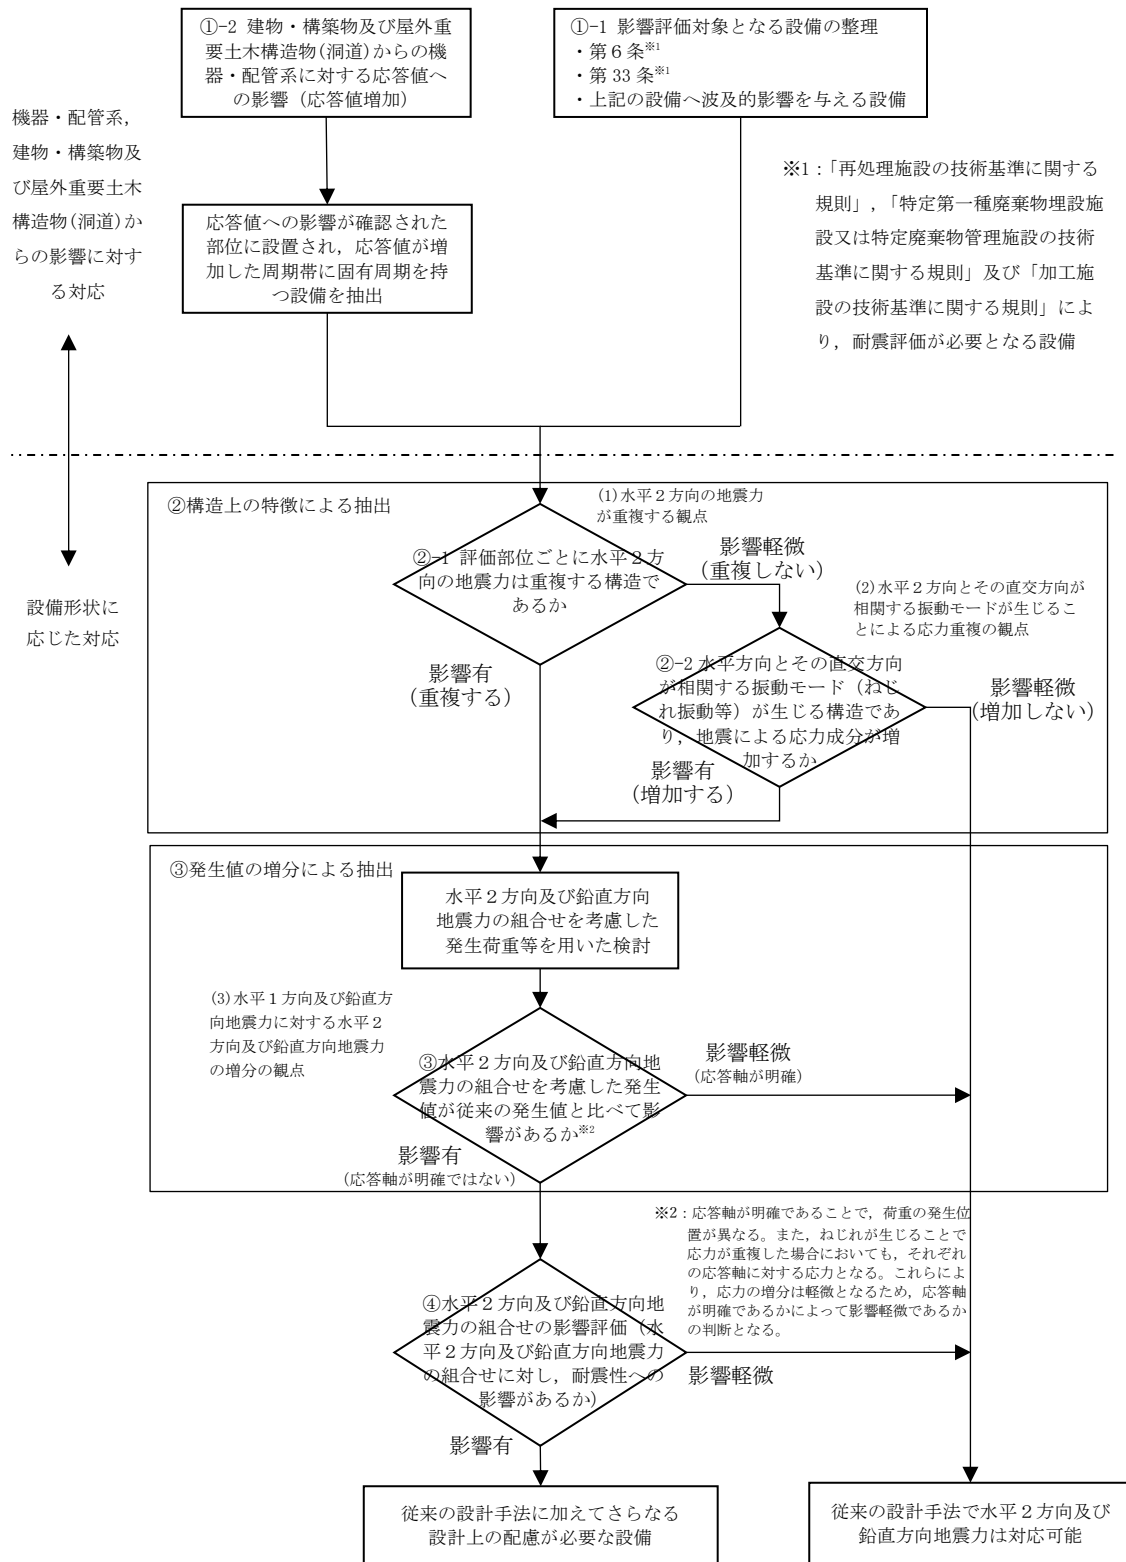 ①-2 建物・構築物及び屋外重
要土木構造物(洞道)からの機
器・配管系に対する応答値へ
の影響（応答値増加）
①-1 影響評価対象となる設備の整理
・第６条※1
・第 33 条※1
・上記の設備へ波及的影響を与える設備
機器・配管系，
建物・構築物及
び屋外重要土木
構造物(洞道)か
らの影響に対す
る対応
※1：「再処理施設の技術基準に関する
規則」，「特定第一種廃棄物埋設施
設又は特定廃棄物管理施設の技術
基準に関する規則」及び「加工施
設の技術基準に関する規則」によ
り，耐震評価が必要となる設備
応答値への影響が確認された
部位に設置され，応答値が増
加した周期帯に固有周期を持
つ設備を抽出
②構造上の特徴による抽出
(1)水平２方向の地震力
が重複する観点
②-1 評価部位ごとに水平２方
向の地震力は重複する構造で
あるか
影響軽微
（重複しない）
(2)水平２方向とその直交方向が
相関する振動モードが生じるこ
とによる応力重複の観点
設備形状に
応じた対応
影響有
（重複する）
②-2 水平方向とその直交方向
が相関する振動モード（ねじ
れ振動等）が生じる構造であ
り，地震による応力成分が増
加するか
影響軽微
（増加しない）
影響有
（増加する）
③発生値の増分による抽出
水平２方向及び鉛直方向
地震力の組合せを考慮した
発生荷重等を用いた検討
(3)水平１方向及び鉛直方
向地震力に対する水平２
方向及び鉛直方向地震力
の増分の観点
③水平２方向及び鉛直方向地
震力の組合せを考慮した発生
値が従来の発生値と比べて影
響があるか※2
影響軽微
(応答軸が明確)
影響有
(応答軸が明確ではない)
※2：応答軸が明確であることで，荷重の発生位
置が異なる。また，ねじれが生じることで
応力が重複した場合においても，それぞれ
の応答軸に対する応力となる。これらによ
り，応力の増分は軽微となるため，応答軸
が明確であるかによって影響軽微であるか
の判断となる。
④水平２方向及び鉛直方向地
震力の組合せの影響評価（水
平２方向及び鉛直方向地震力
の組合せに対し，耐震性への
影響があるか）
影響軽微
影響有
従来の設計手法に加えてさらなる
設計上の配慮が必要な設備
従来の設計手法で水平２方向及び
鉛直方向地震力は対応可能